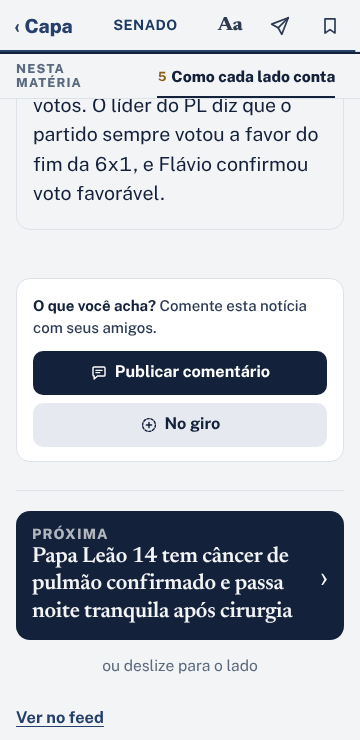 ‹ Capa
SENADO
Aa
NESTA
MATÉRIA
5 Como cada lado conta
votos. O líder do PL diz que o
partido sempre votou a favor do
fim da 6x1, e Flávio confirmou
voto favorável.
O que você acha? Comente esta notícia
com seus amigos.
Publicar comentário
No giro
PRÓXIMA
Papa Leão 14 tem câncer de
pulmão confirmado e passa
noite tranquila após cirurgia
›
ou deslize para o lado
Ver no feed